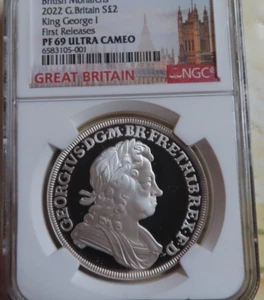 British Monarchs
2022 G.Britain S£2
King George I
First Releases
PF 69 ULTRA CAMEO
6583105-001
GREAT BRITAIN
NGC
GEORGIVS·D·G·M·BR·FR·ET·HIB·REX·F·D·